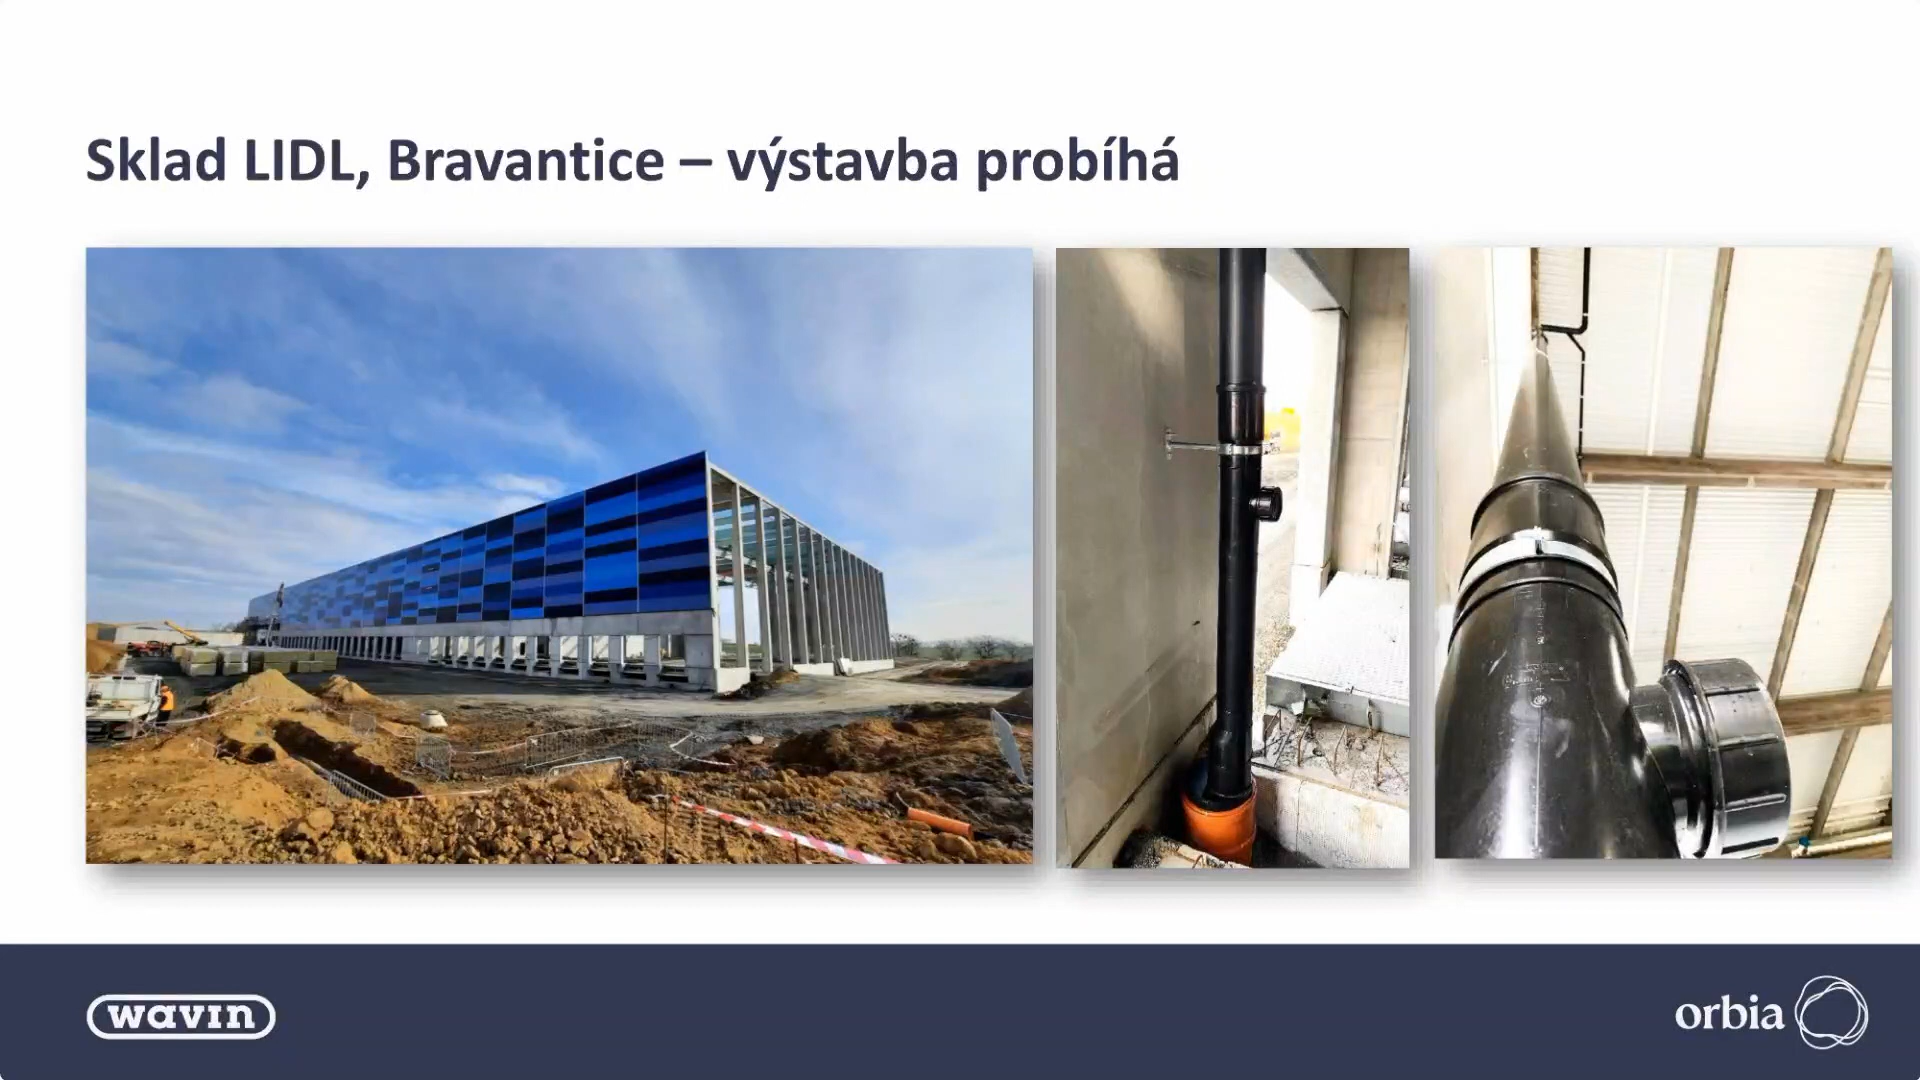 Sklad LIDL, Bravantice – výstavba probíhá
wavin
orbia